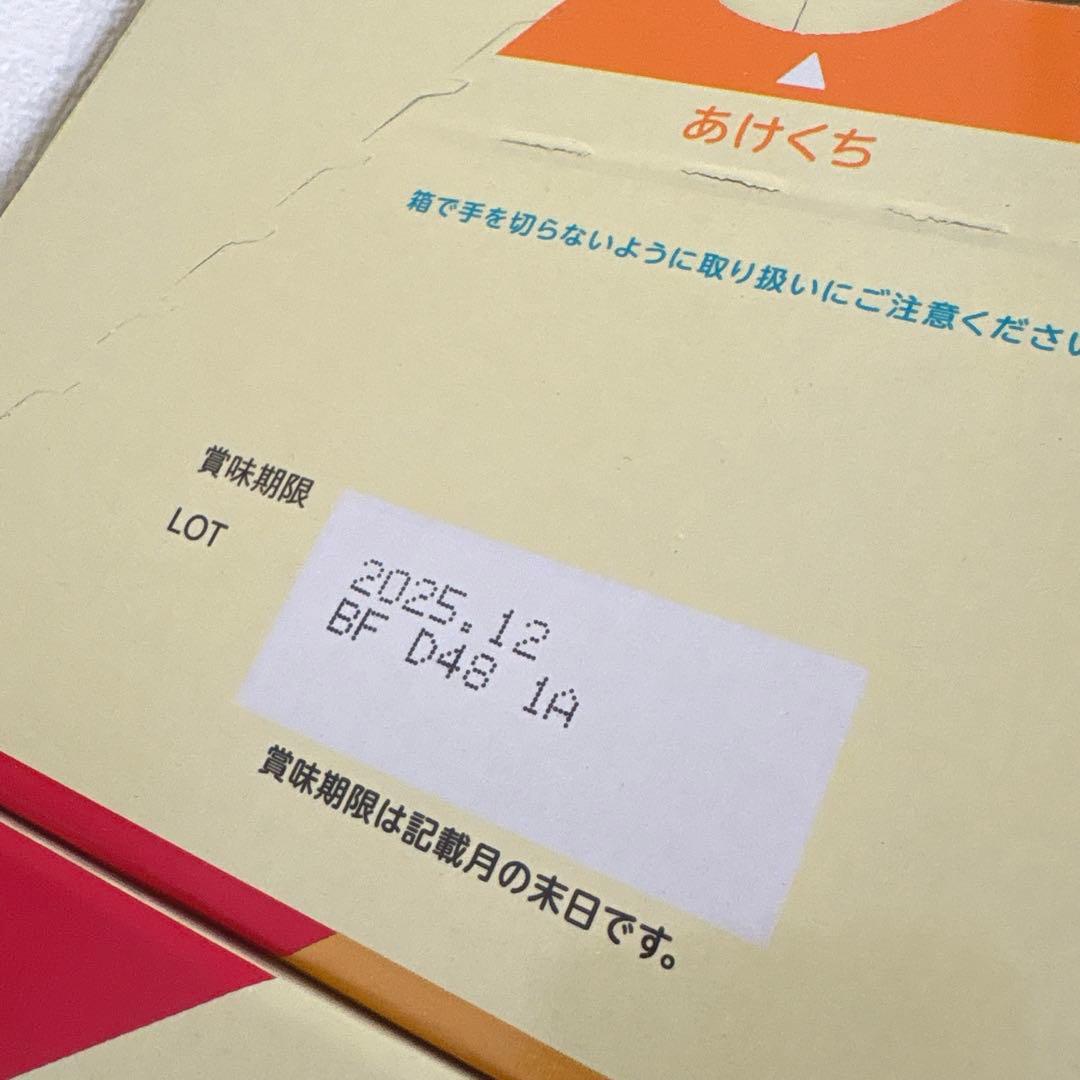 あけくち
箱で手を切らないように取り扱いにご注意ください
賞味期限
LOT
2025.12
BF D48 1A
賞味期限は記載月の末日です。